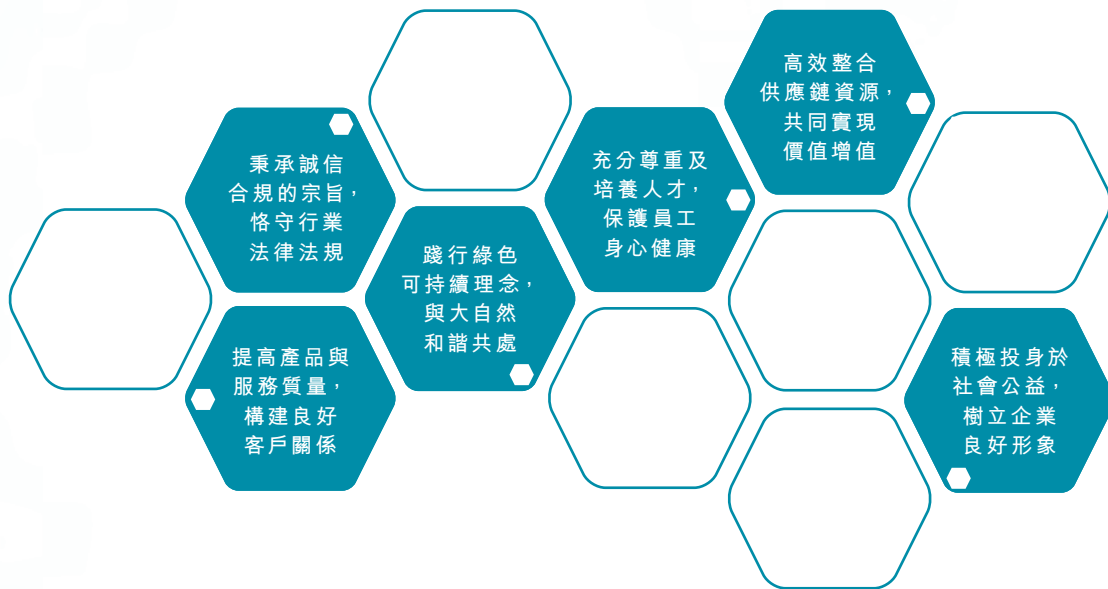 秉承誠信
合規的宗旨，
恪守行業
法律法規
提高產品與
服務質量，
構建良好
客戶關係
踐行綠色
可持續理念，
與大自然
和諧共處
充分尊重及
培養人才，
保護員工
身心健康
高效整合
供應鏈資源，
共同實現
價值增值
積極投身於
社會公益，
樹立企業
良好形象